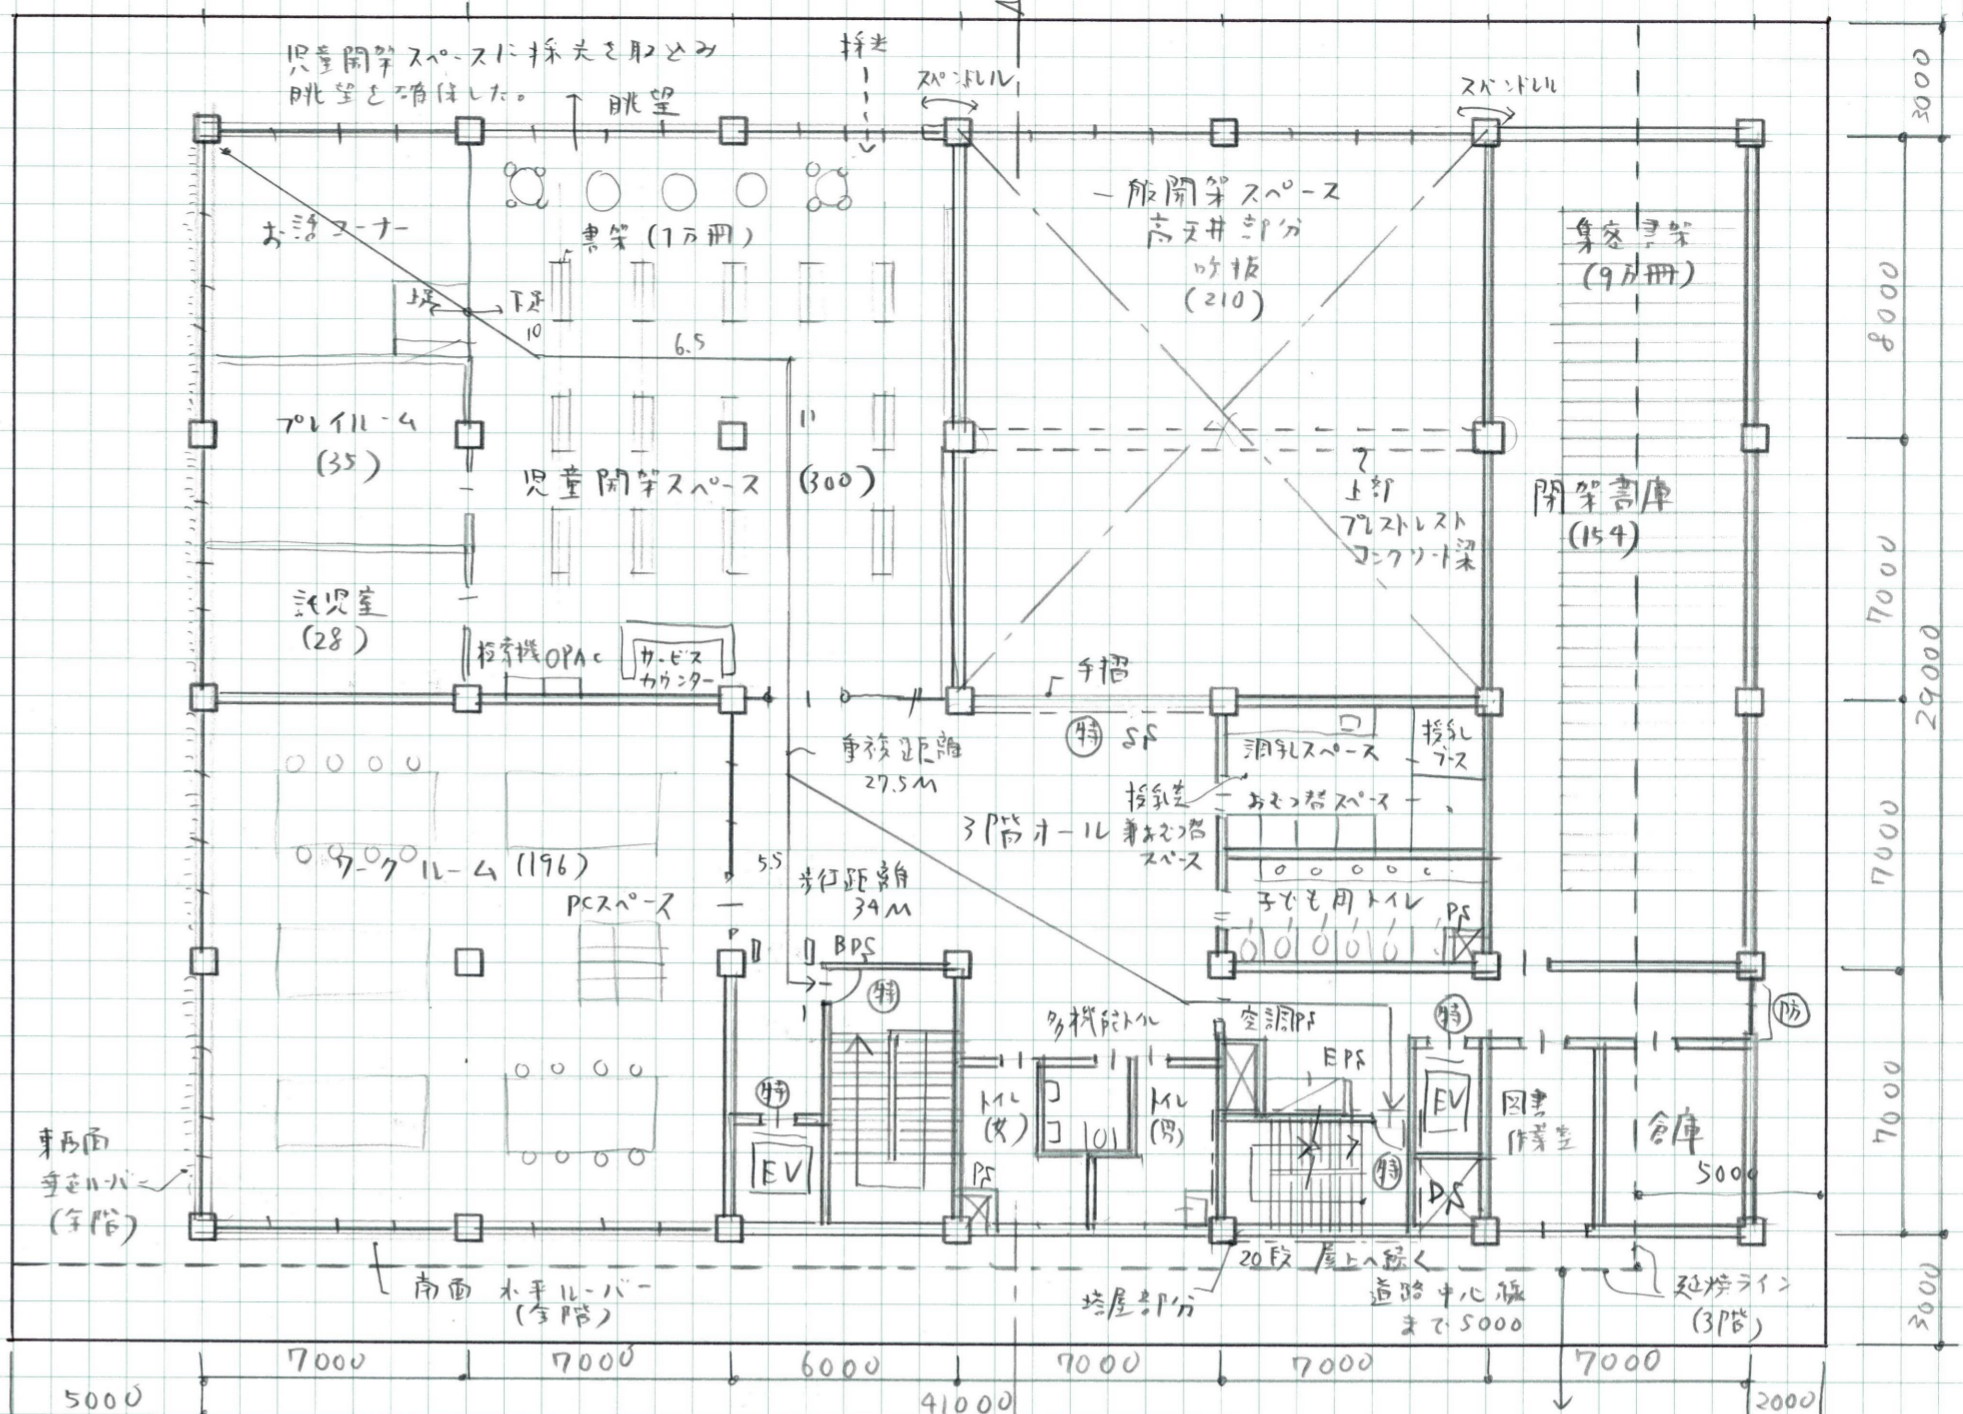 児童開架スペースに採光を取込み
眺望を確保した。
眺望
採光
スペンドレル
スペンドレル
3000
お話コーナー
書架(1万冊)
一般開架スペース
高天井部分
吹抜
(210)
集密書架
(9万冊)
8000
上足
下足
10
6.5
11
プレイルーム
(35)
児童開架スペース (300)
上部
プレストレスト
コンクリート梁
閉架書庫
(154)
7000
29000
託児室
(28)
検索機OPAC
サービス
カウンター
手摺
特 SS
調乳スペース
授乳
ブース
重複距離
27.5M
授乳室
兼おむつ替
スペース
おむつ替スペース
3階ホール
7000
ワークルーム (196)
PCスペース
5.5
歩行距離
34M
子ども用トイレ
PS
BPS
特
多機能トイレ
空調PS
EPS
特
防
特
EV
トイレ
(女)
トイレ
(男)
PS
特
EV
DS
図書
作業室
倉庫
5000
7000
東西面
垂直ルーバー
(全階)
南面 水平ルーバー
(全階)
塔屋部分
20段 屋上へ続く
道路中心線
まで5000
延焼ライン
(3階)
3000
7000
7000
6000
7000
7000
7000
5000
41000
2000